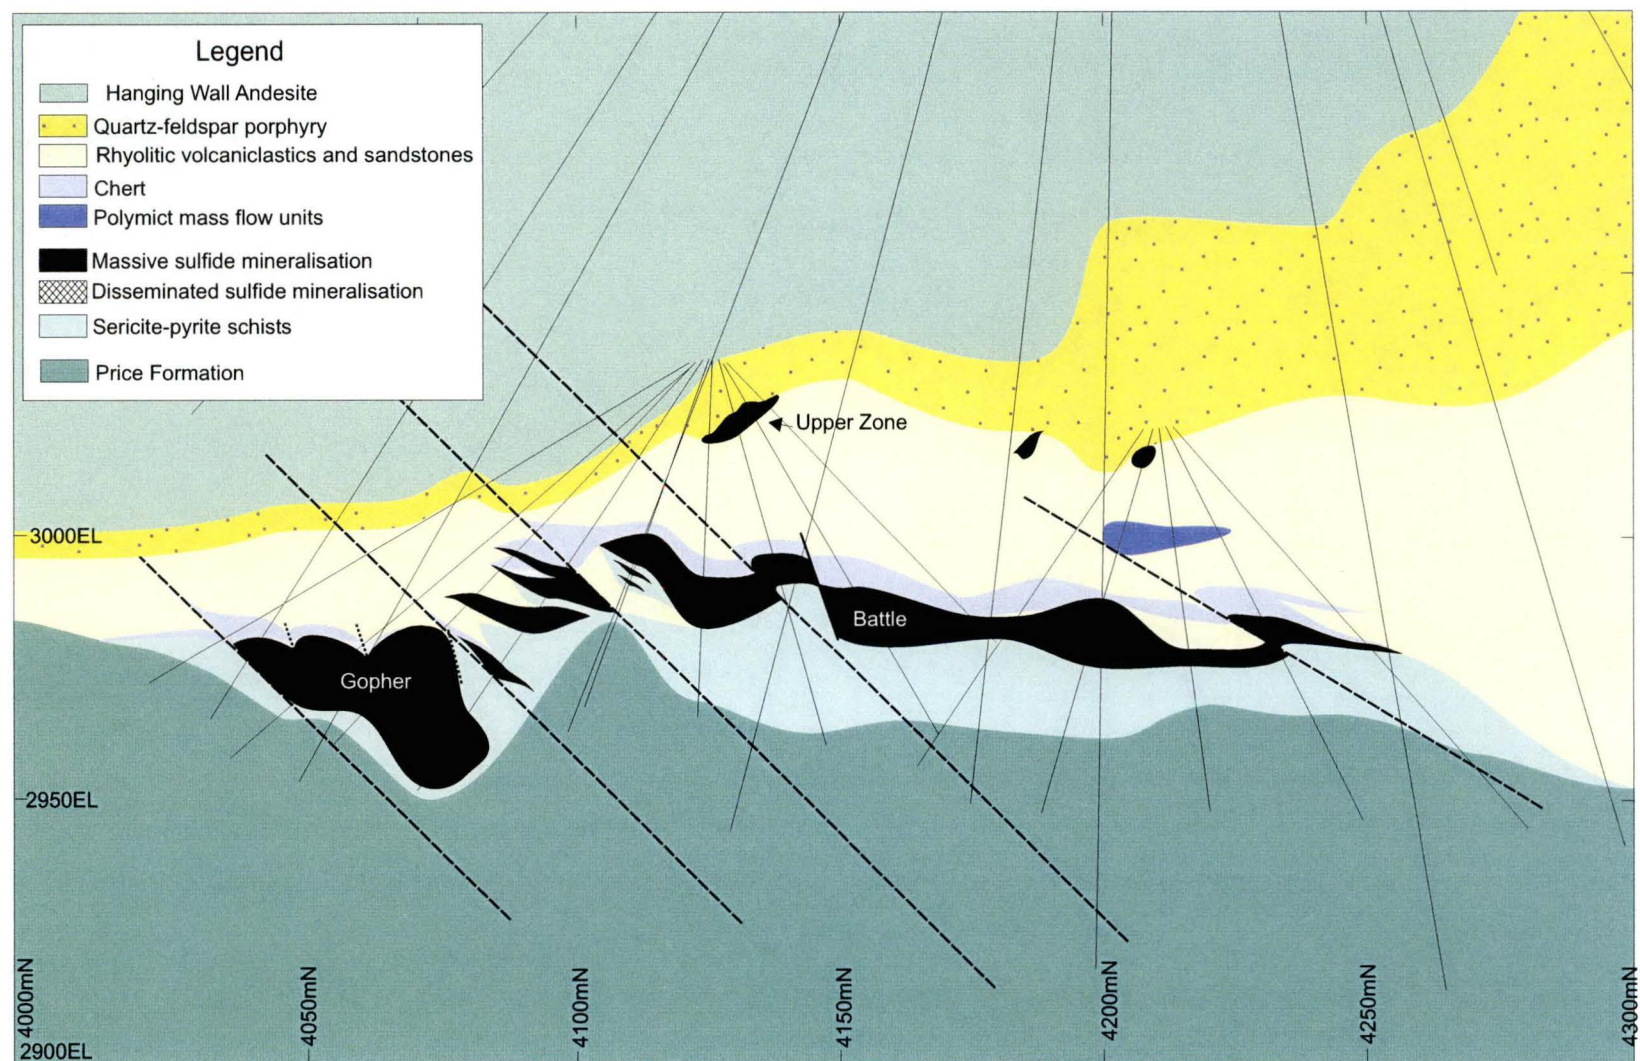 Legend
Hanging Wall Andesite
Quartz-feldspar porphyry
Rhyolitic volcaniclastics and sandstones
Chert
Polymict mass flow units
Massive sulfide mineralisation
Disseminated sulfide mineralisation
Sericite-pyrite schists
Price Formation
Upper Zone
3000EL
Battle
Gopher
2950EL
4000mN
4050mN
4100mN
4150mN
4200mN
4250mN
4300mN
2900EL